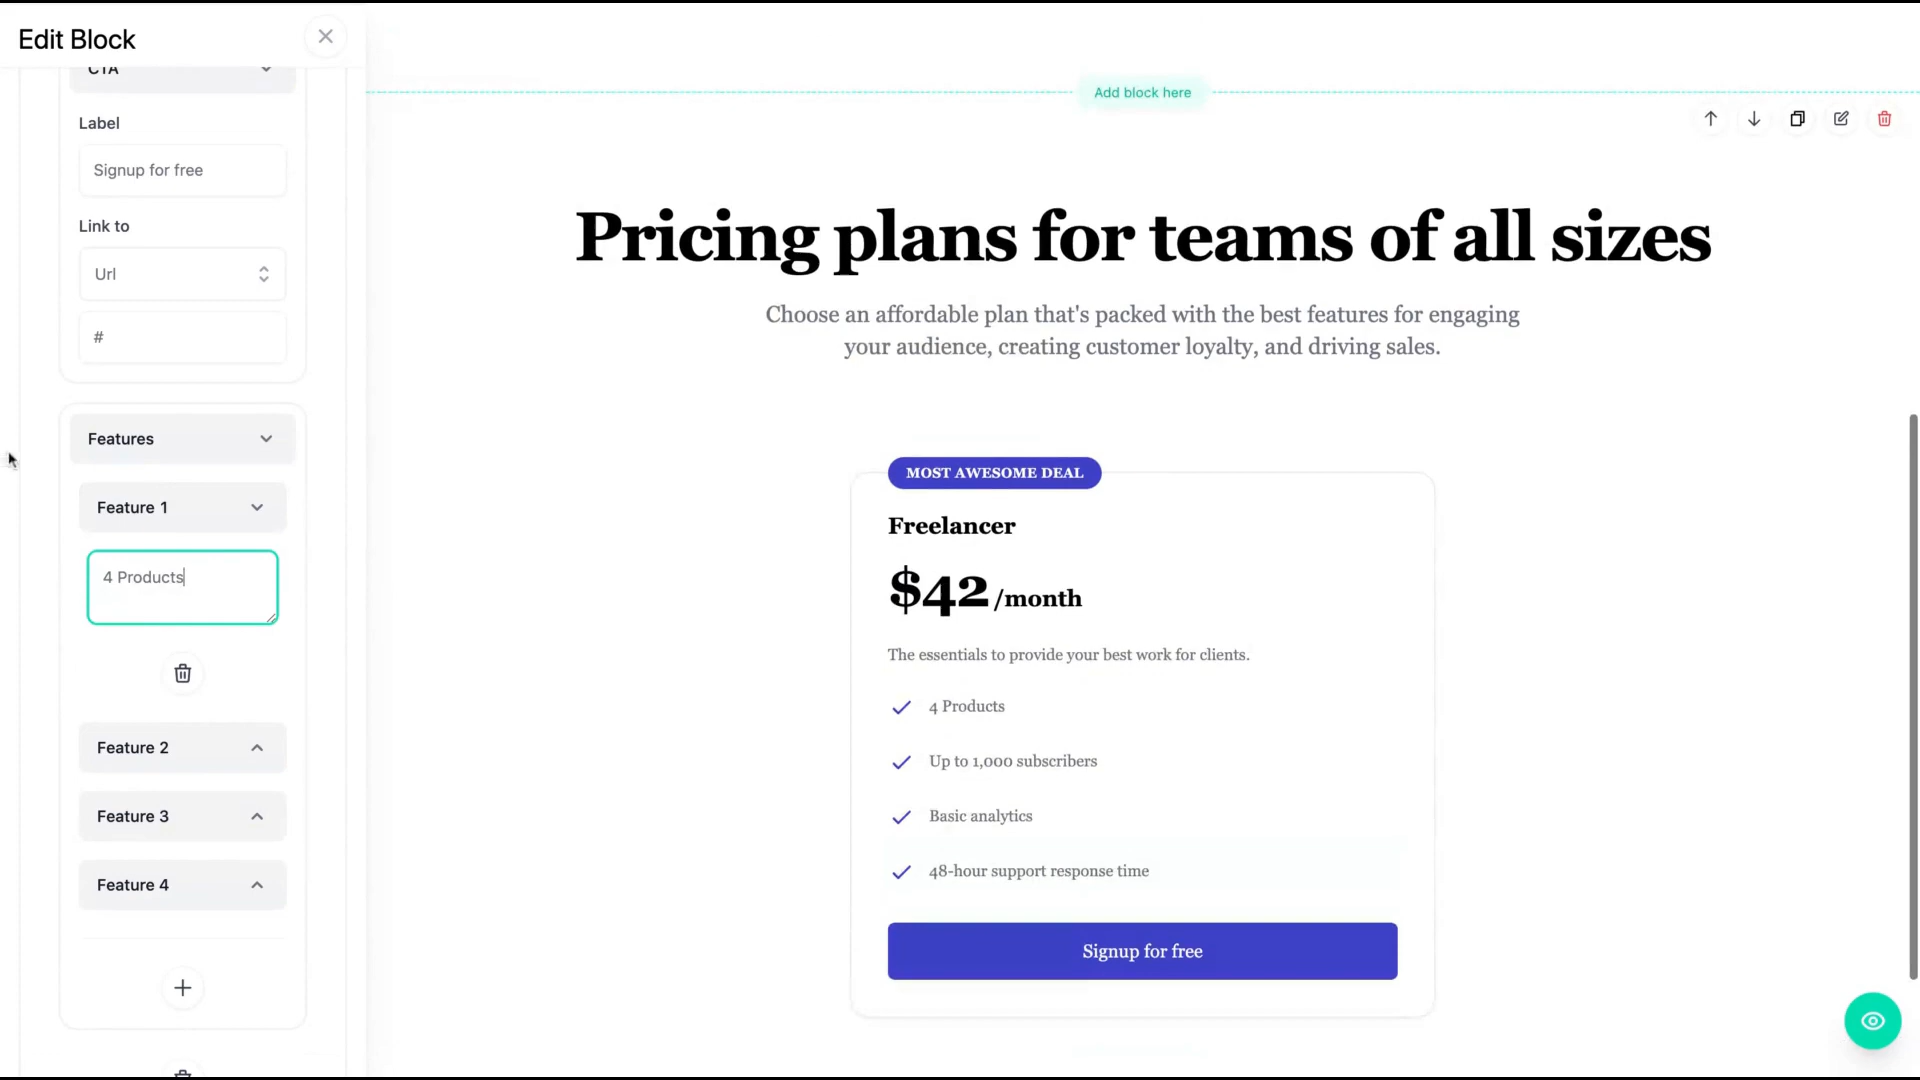 Edit Block
CTA
Label
Signup for free
Link to
Url
#
Features
Feature 1
4 Products
Feature 2
Feature 3
Feature 4
Add block here
Pricing plans for teams of all sizes
Choose an affordable plan that's packed with the best features for engaging
your audience, creating customer loyalty, and driving sales.
MOST AWESOME DEAL
Freelancer
$42 /month
The essentials to provide your best work for clients.
4 Products
Up to 1,000 subscribers
Basic analytics
48-hour support response time
Signup for free